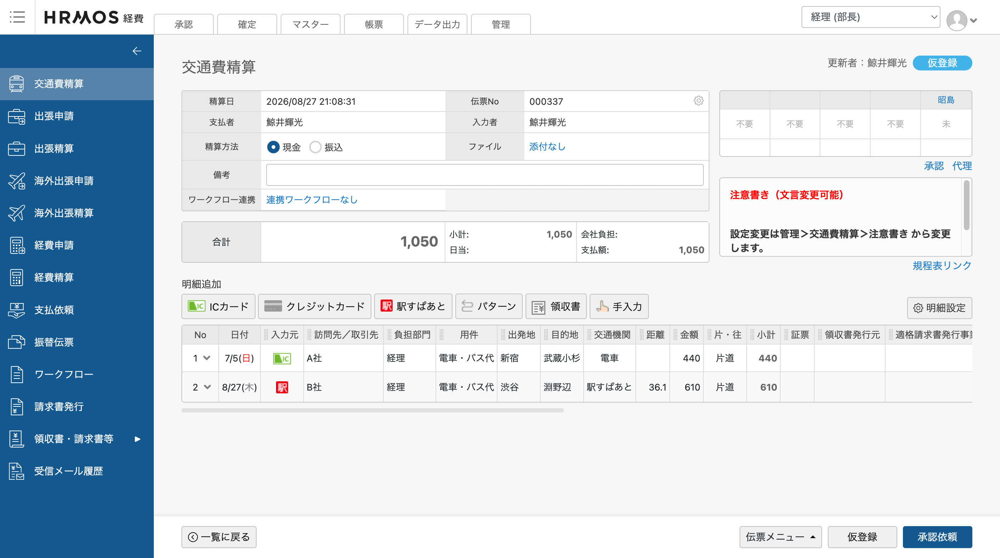 HRMOS 経費
承認 確定 マスター 帳票 データ出力 管理
経理 (部長)
交通費精算
出張申請
出張精算
海外出張申請
海外出張精算
経費申請
経費精算
支払依頼
振替伝票
ワークフロー
請求書発行
領収書・請求書等
受信メール履歴
交通費精算
更新者：鯨井輝光 仮登録
精算日 2026/08/27 21:08:31 伝票No 000337
支払者 鯨井輝光 入力者 鯨井輝光
精算方法 現金 振込 ファイル 添付なし
備考
ワークフロー連携 連携ワークフローなし
昭島
不要 不要 不要 不要 未
承認 代理
注意書き（文言変更可能）
設定変更は管理＞交通費精算＞注意書き から変更
します。
規程表リンク
合計 1,050 小計: 1,050 会社負担:
日当: 支払額: 1,050
明細追加
IC ICカード クレジットカード 駅 駅すぱあと パターン 領収書 手入力
明細設定
No 日付 入力元 訪問先／取引先 負担部門 用件 出発地 目的地 交通機関 距離 金額 片・往 小計 証票 領収書発行元 適格請求書発行事業
1 7/5(日) IC A社 経理 電車・バス代 新宿 武蔵小杉 電車 440 片道 440
2 8/27(木) 駅 B社 経理 電車・バス代 渋谷 淵野辺 駅すぱあと 36.1 610 片道 610
一覧に戻る
伝票メニュー 仮登録 承認依頼